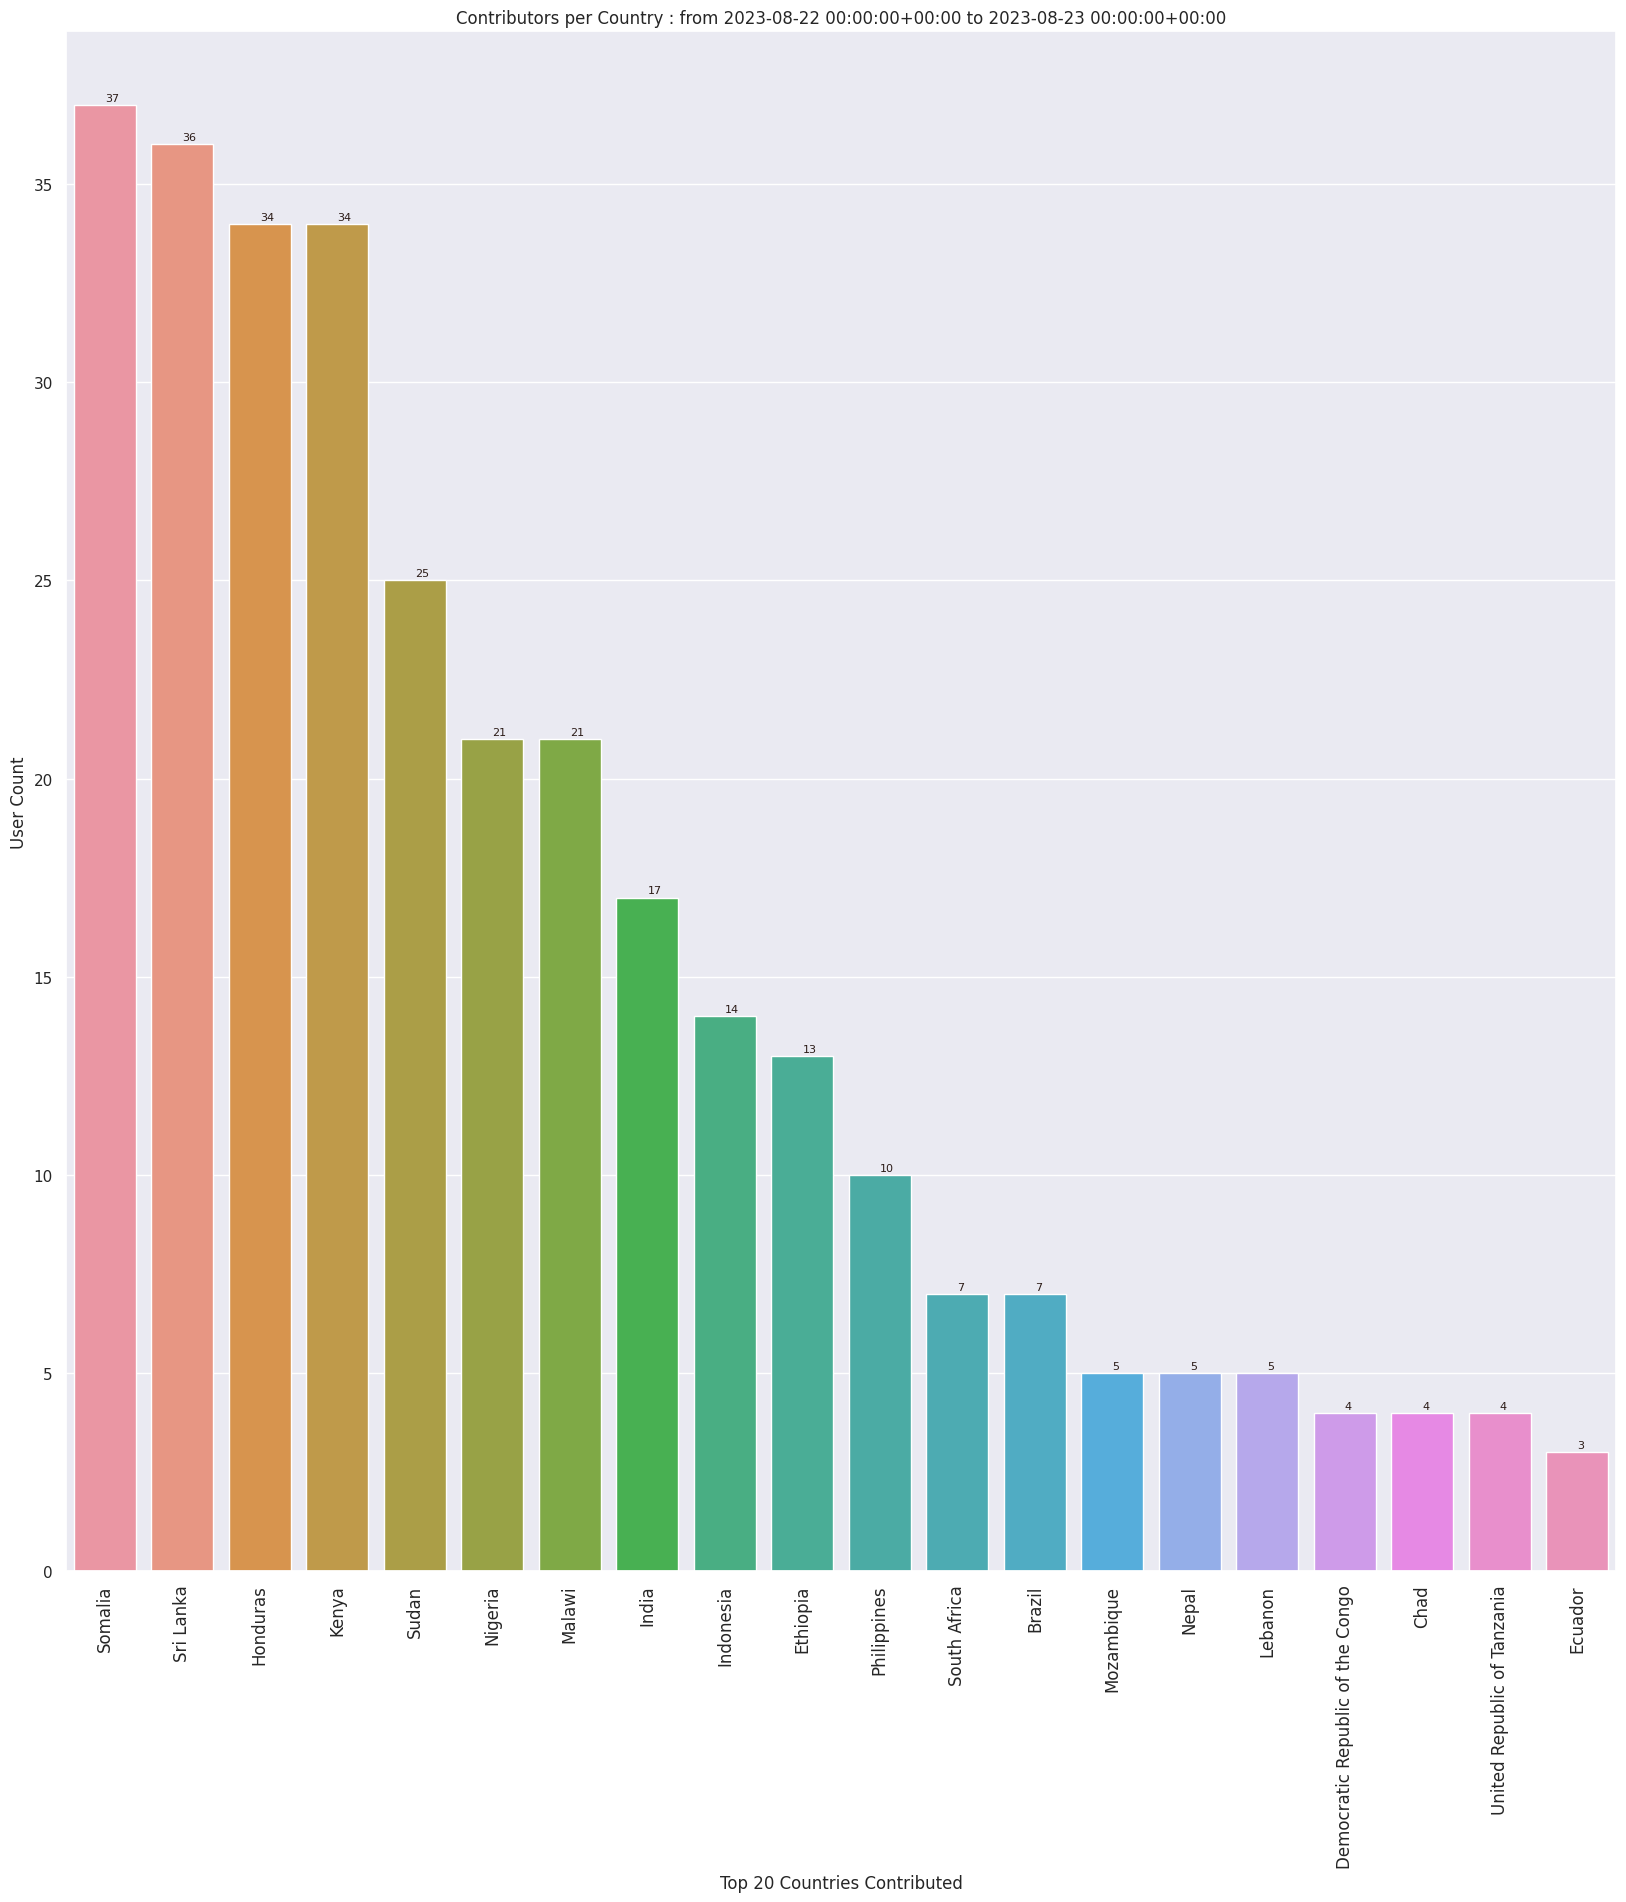 Contributors per Country : from 2023-08-22 00:00:00+00:00 to 2023-08-23 00:00:00+00:00
User Count
35
30
25
20
15
10
5
0
37
36
34
34
25
21
21
17
14
13
10
7
7
5
5
5
4
4
4
3
Somalia
Sri Lanka
Honduras
Kenya
Sudan
Nigeria
Malawi
India
Indonesia
Ethiopia
Philippines
South Africa
Brazil
Mozambique
Nepal
Lebanon
Democratic Republic of the Congo
Chad
United Republic of Tanzania
Ecuador
Top 20 Countries Contributed